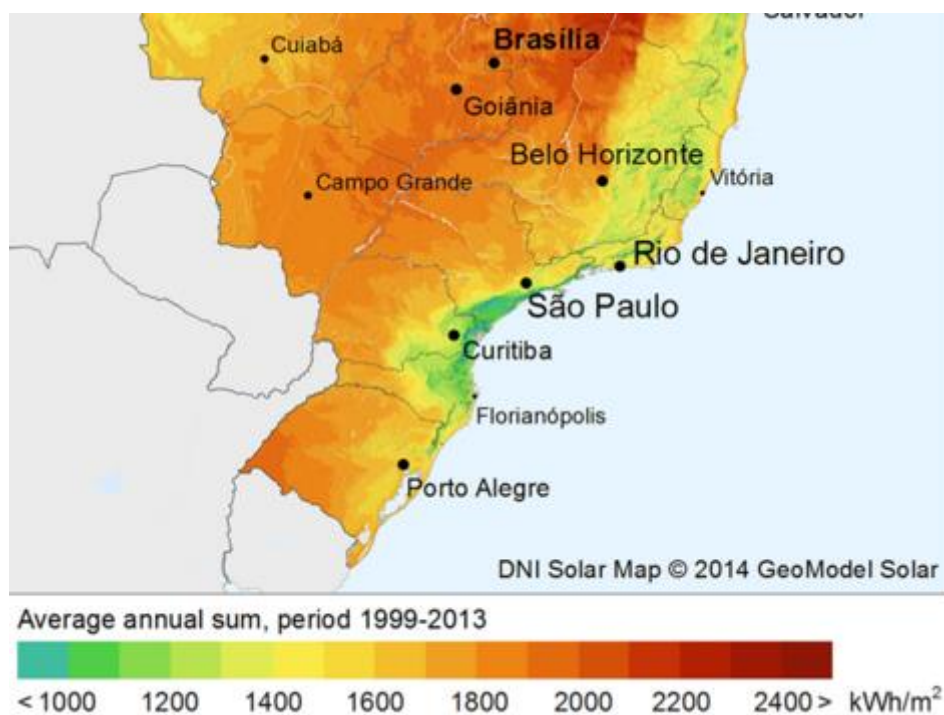 Salvador
Cuiabá
Brasília
Goiânia
Belo Horizonte
Campo Grande
Vitória
Rio de Janeiro
São Paulo
Curitiba
Florianópolis
Porto Alegre
DNI Solar Map © 2014 GeoModel Solar
Average annual sum, period 1999-2013
< 1000 1200 1400 1600 1800 2000 2200 2400 > kWh/m²